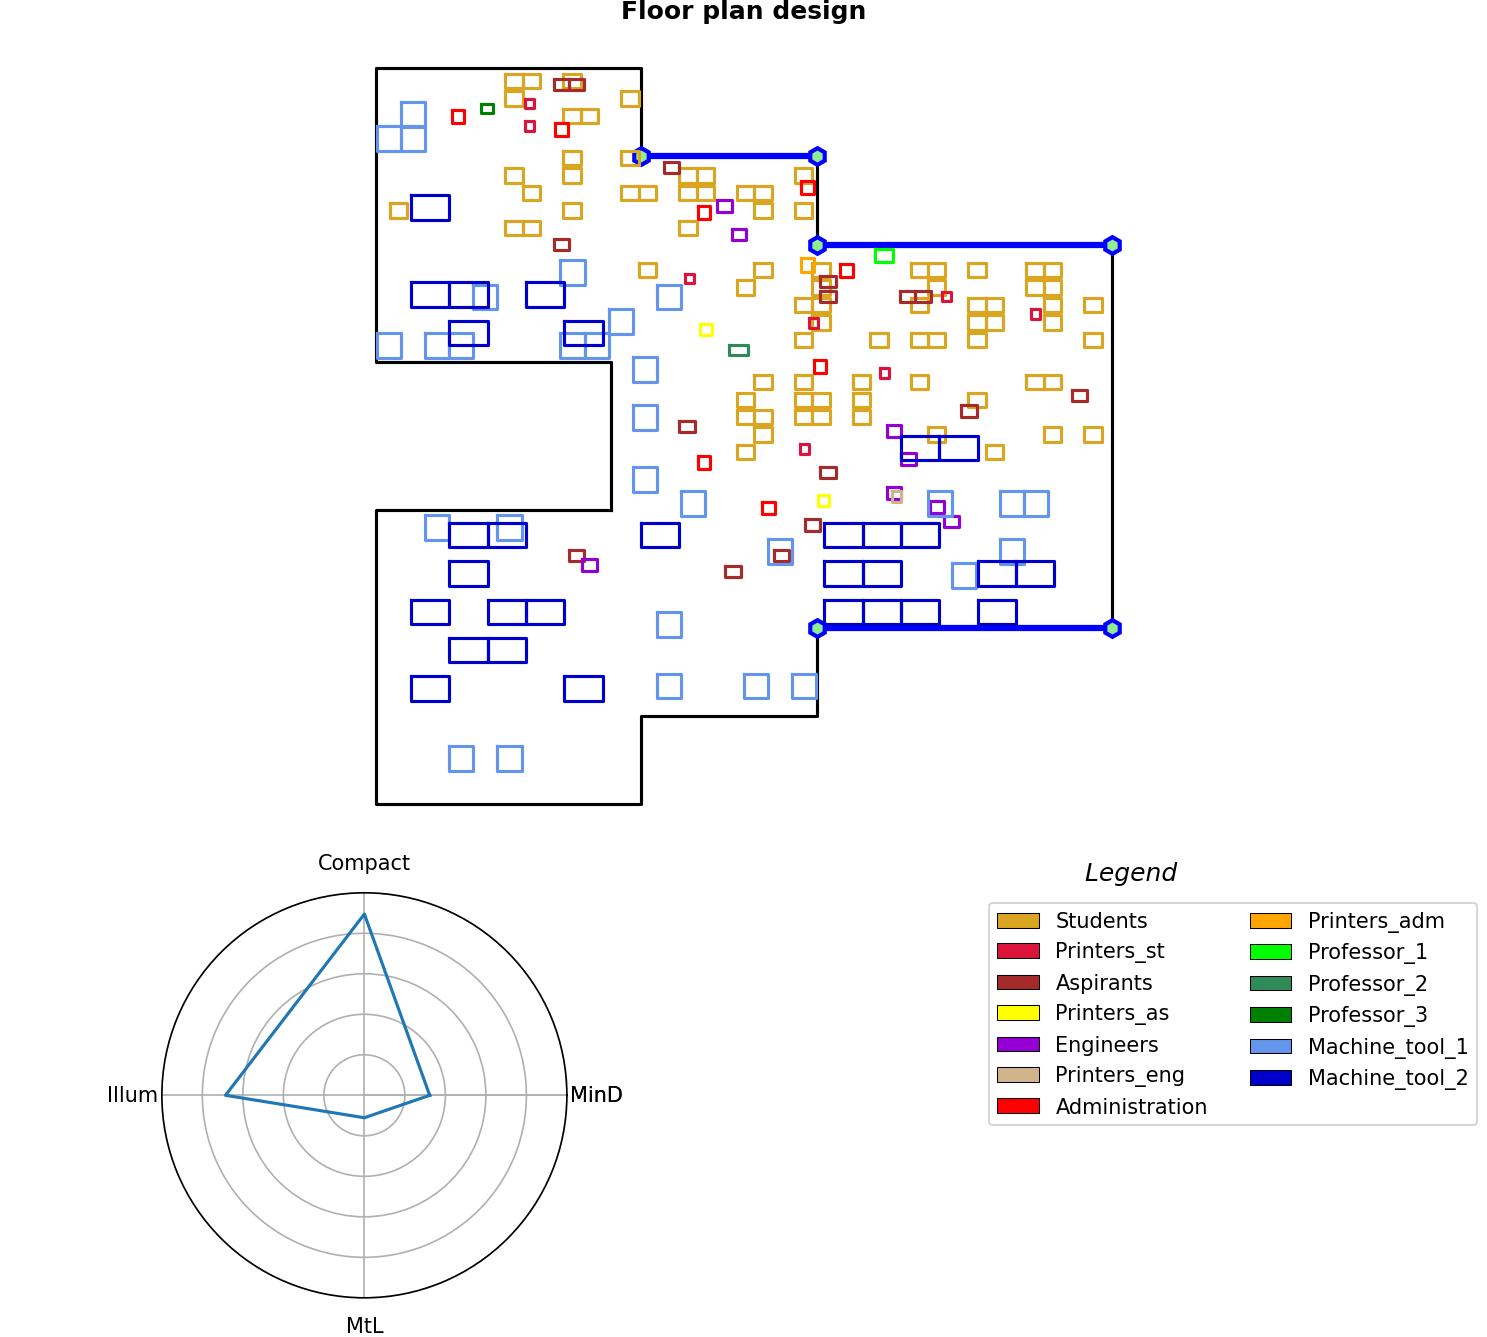 Floor plan design
Compact
Illum
MinD
MtL
Legend
Students
Printers_st
Aspirants
Printers_as
Engineers
Printers_eng
Administration
Printers_adm
Professor_1
Professor_2
Professor_3
Machine_tool_1
Machine_tool_2